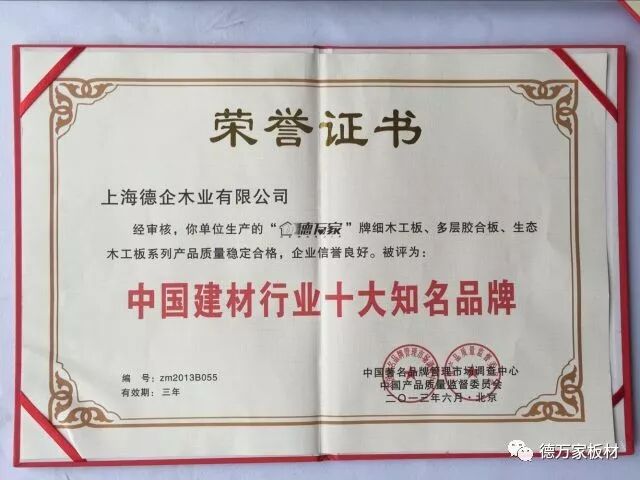 荣誉证书
上海德企木业有限公司
经审核，你单位生产的“德万家”牌细木工板、多层胶合板、生态
木工板系列产品质量稳定合格，企业信誉良好。被评为：
中国建材行业十大知名品牌
编 号：zm2013B055
有效期：三年
中国著名品牌管理市场调查中心
中国产品质量监督委员会
二〇一三年六月·北京
德万家板材